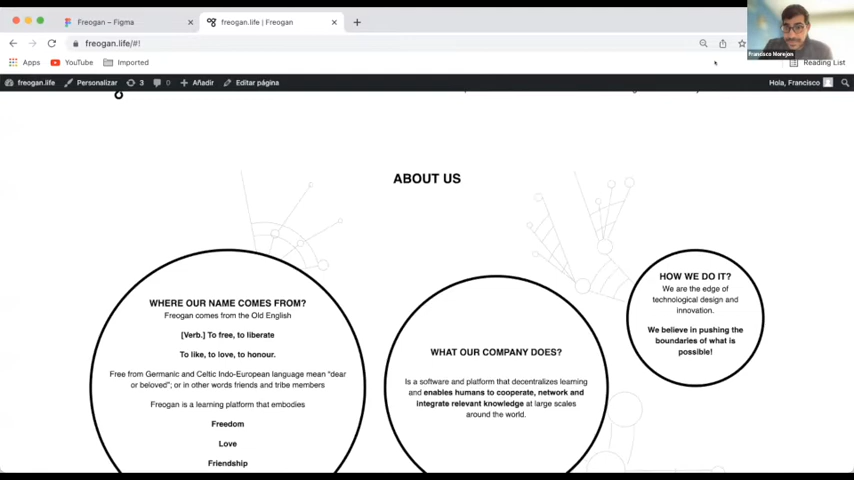 Freogan – Figma
freogan.life | Freogan
freogan.life/#!
Apps
YouTube
Imported
Reading List
Francisco Morejon
freogan.life
Personalizar
3
0
Añadir
Editar página
Hola, Francisco
ABOUT US
WHERE OUR NAME COMES FROM?
Freogan comes from the Old English
[Verb.] To free, to liberate
To like, to love, to honour.
Free from Germanic and Celtic Indo-European language mean “dear
or beloved”; or in other words friends and tribe members
Freogan is a learning platform that embodies
Freedom
Love
Friendship
WHAT OUR COMPANY DOES?
Is a software and platform that decentralizes learning
and enables humans to cooperate, network and
integrate relevant knowledge at large scales
around the world.
HOW WE DO IT?
We are the edge of
technological design and
innovation.
We believe in pushing the
boundaries of what is
possible!